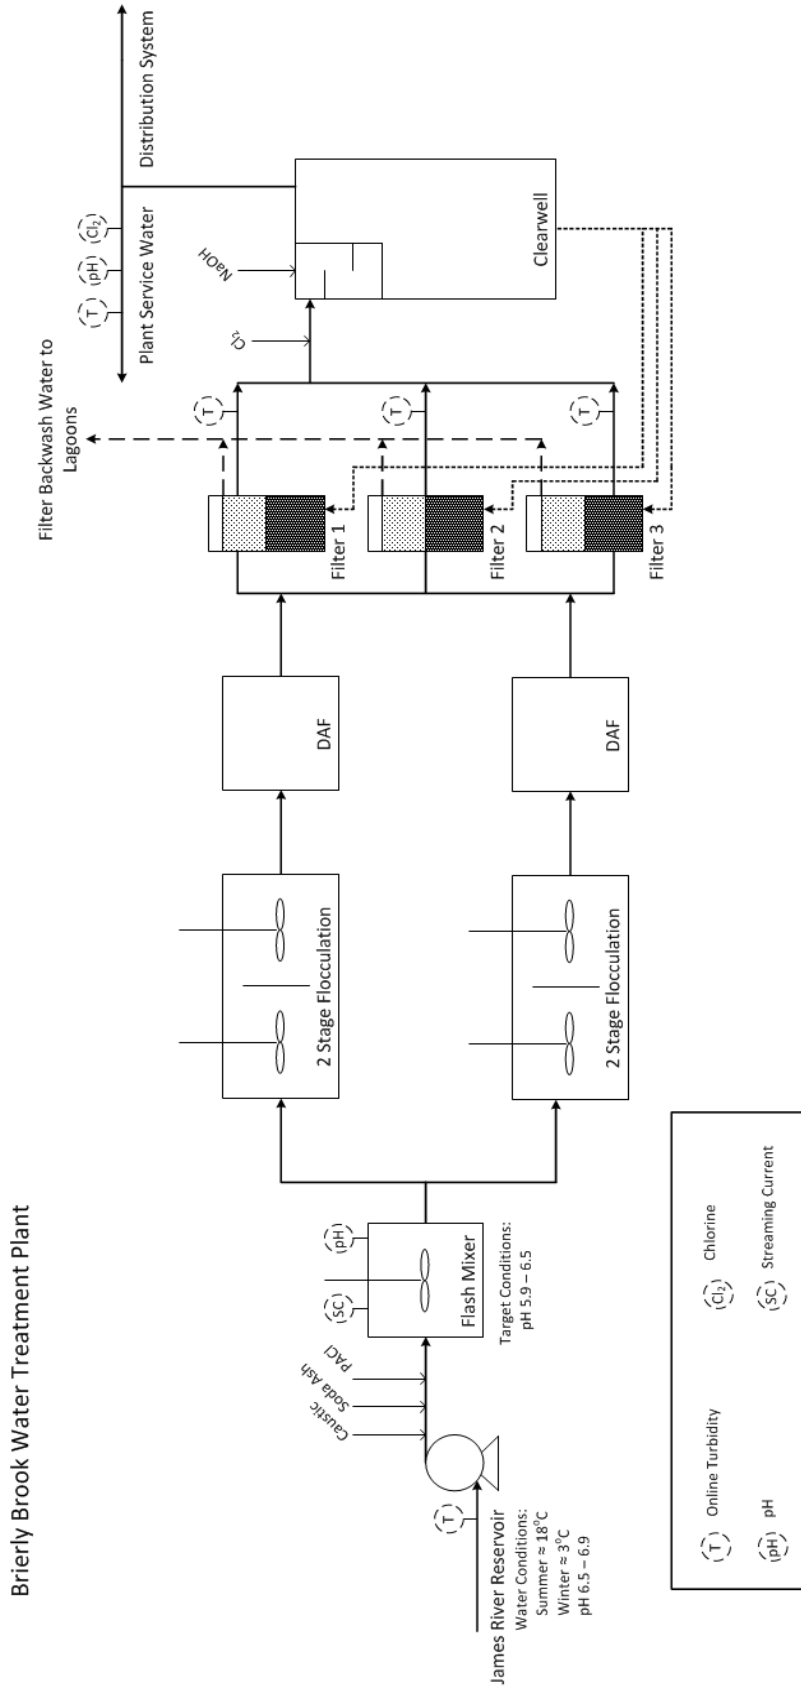 Brierly Brook Water Treatment Plant
James River Reservoir
Water Conditions:
Summer ≈ 18⁰C
Winter ≈ 3⁰C
pH 6.5 – 6.9
T
Caustic
Soda Ash
PACl
SC
pH
Flash Mixer
Target Conditions:
pH 5.9 – 6.5
2 Stage Flocculation
2 Stage Flocculation
DAF
DAF
Filter Backwash Water to
Lagoons
Filter 1
Filter 2
Filter 3
T
T
T
Cl₂
NaOH
Clearwell
T
pH
Cl₂
Plant Service Water
Distribution System
T Online Turbidity
Cl₂ Chlorine
pH pH
SC Streaming Current